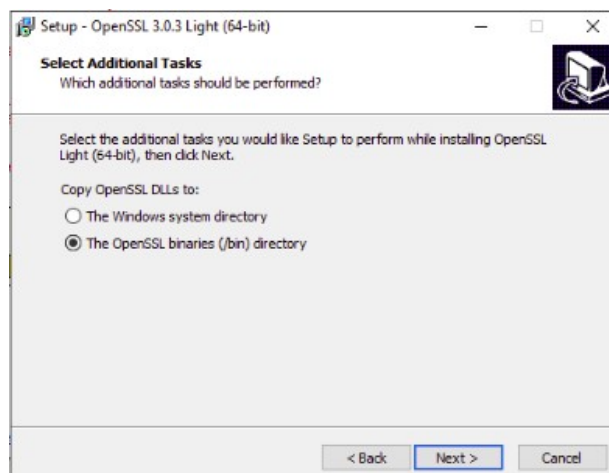 Setup - OpenSSL 3.0.3 Light (64-bit)
Select Additional Tasks
Which additional tasks should be performed?
Select the additional tasks you would like Setup to perform while installing OpenSSL
Light (64-bit), then click Next.
Copy OpenSSL DLLs to:
The Windows system directory
The OpenSSL binaries (/bin) directory
< Back Next > Cancel